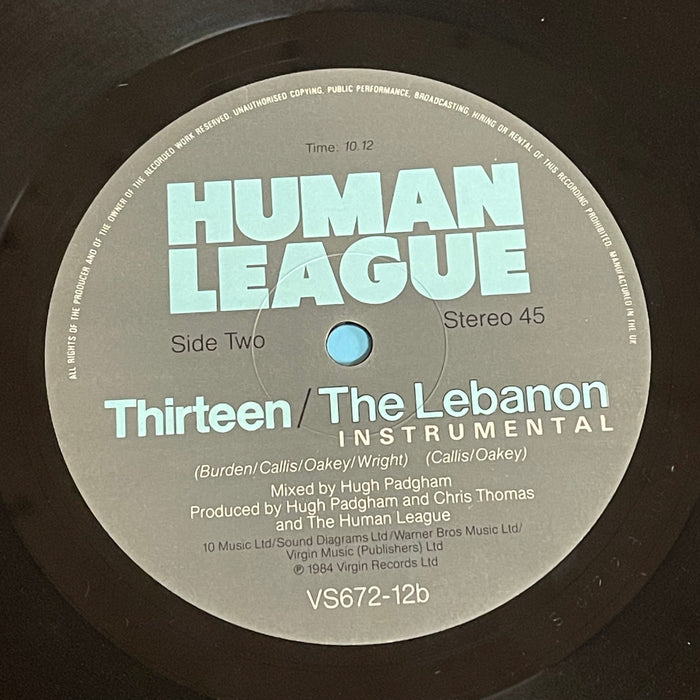 ALL RIGHTS OF THE PRODUCER AND OF THE OWNER OF THE RECORDED WORK RESERVED. UNAUTHORISED COPYING, PUBLIC PERFORMANCE, BROADCASTING, HIRING OR RENTAL OF THIS RECORDING PROHIBITED. MANUFACTURED IN THE UK
Time: 10.12
HUMAN
LEAGUE
Side Two
Stereo 45
Thirteen / The Lebanon
INSTRUMENTAL
(Burden/Callis/Oakey/Wright) (Callis/Oakey)
Mixed by Hugh Padgham
Produced by Hugh Padgham and Chris Thomas
and The Human League
10 Music Ltd/Sound Diagrams Ltd/Warner Bros Music Ltd/
Virgin Music (Publishers) Ltd
℗ 1984 Virgin Records Ltd
VS672-12b